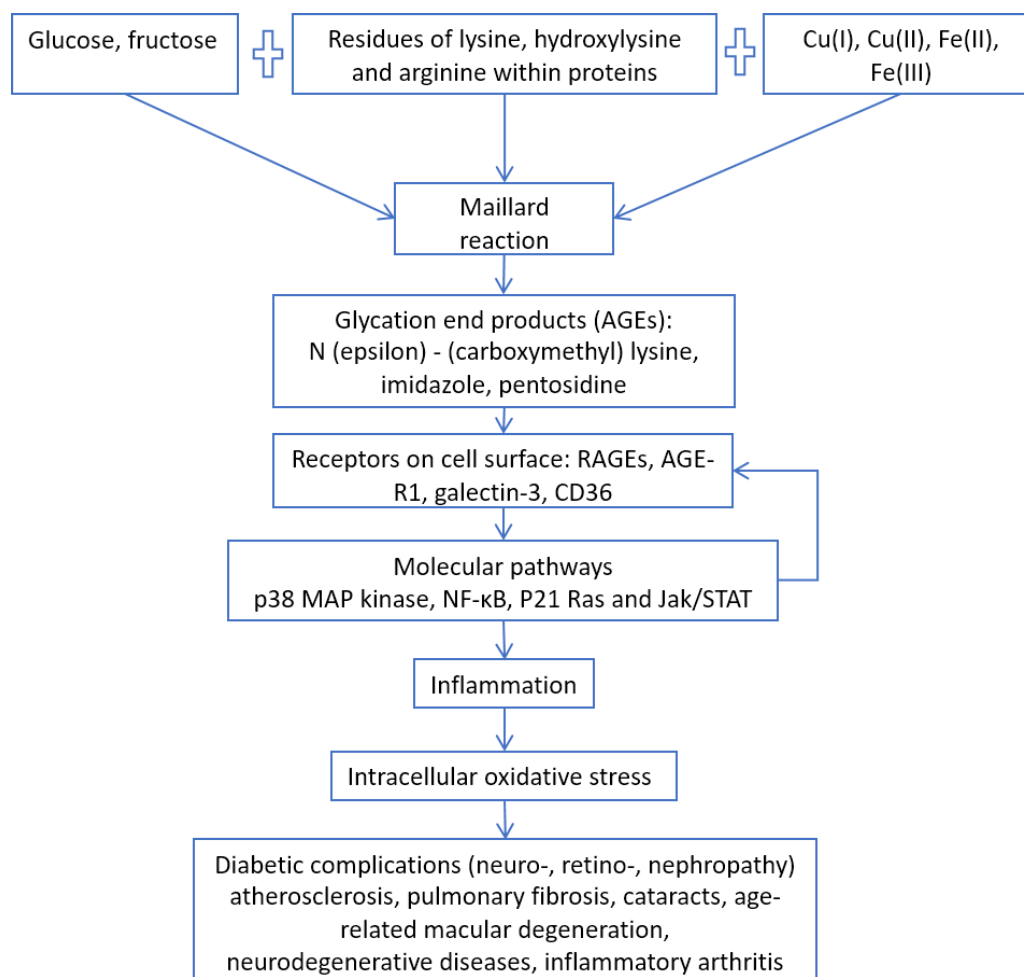 Glucose, fructose
Residues of lysine, hydroxylysine
and arginine within proteins
Cu(I), Cu(II), Fe(II),
Fe(III)
Maillard
reaction
Glycation end products (AGEs):
N (epsilon) - (carboxymethyl) lysine,
imidazole, pentosidine
Receptors on cell surface: RAGEs, AGE-
R1, galectin-3, CD36
Molecular pathways
p38 MAP kinase, NF-κB, P21 Ras and Jak/STAT
Inflammation
Intracellular oxidative stress
Diabetic complications (neuro-, retino-, nephropathy)
atherosclerosis, pulmonary fibrosis, cataracts, age-
related macular degeneration,
neurodegenerative diseases, inflammatory arthritis